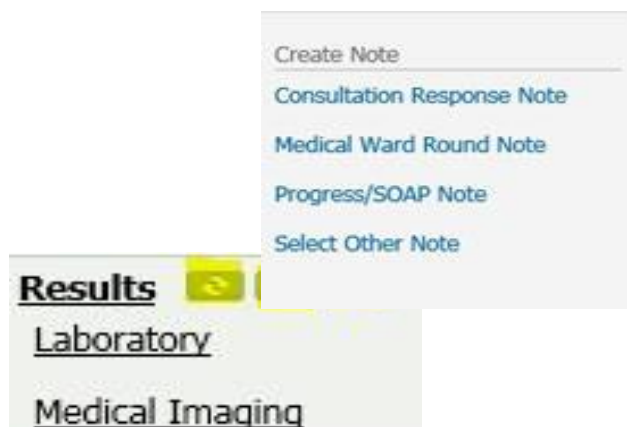 Create Note
Consultation Response Note
Medical Ward Round Note
Progress/SOAP Note
Select Other Note
Results
Laboratory
Medical Imaging